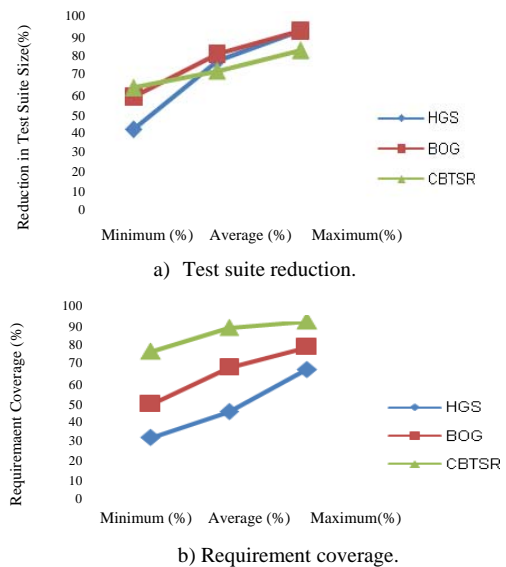 Reduction in Test Suite Size(%)
100
90
80
70
60
50
40
30
20
10
0
HGS
BOG
CBTSR
Minimum (%) Average (%) Maximum(%)
a) Test suite reduction.
Requiremaent Coverage (%)
100
90
80
70
60
50
40
30
20
10
0
HGS
BOG
CBTSR
Minimum (%) Average (%) Maximum(%)
b) Requirement coverage.